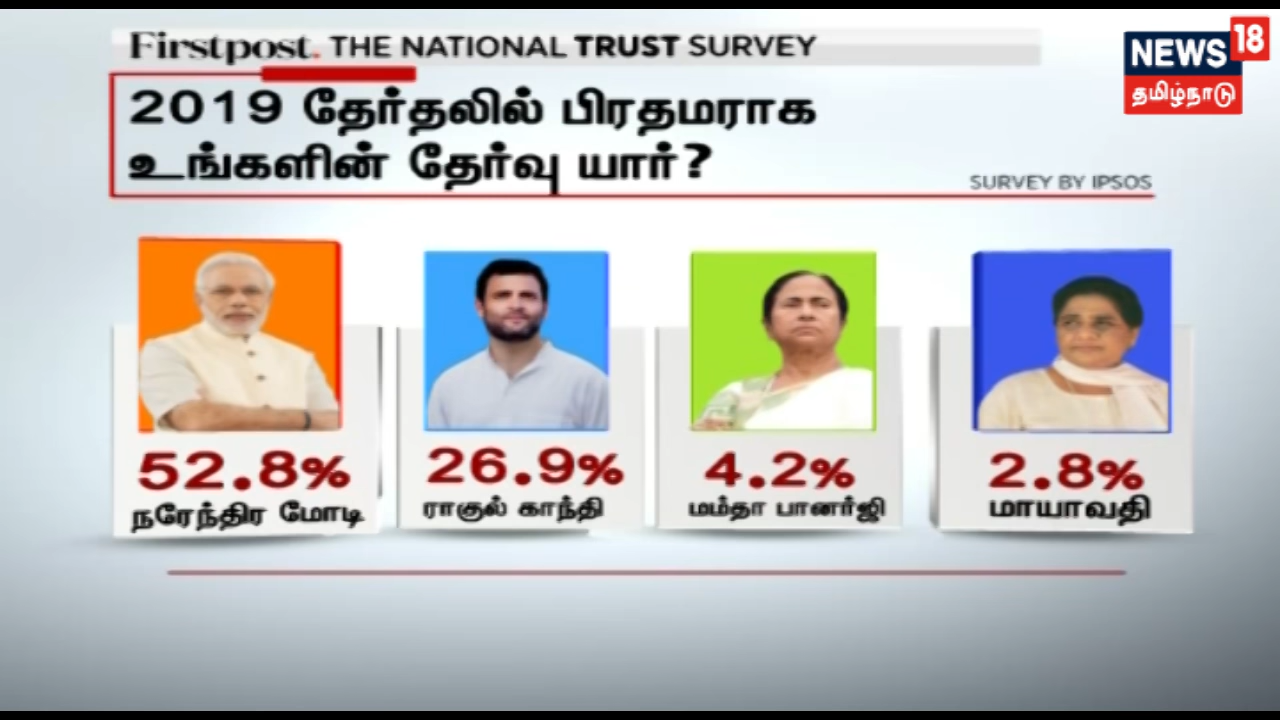 Firstpost. THE NATIONAL TRUST SURVEY
NEWS 18
தமிழ்நாடு
2019 தேர்தலில் பிரதமராக
உங்களின் தேர்வு யார்?
SURVEY BY IPSOS
52.8% 26.9% 4.2% 2.8%
நரேந்திர மோடி ராகுல் காந்தி மம்தா பானர்ஜி மாயாவதி